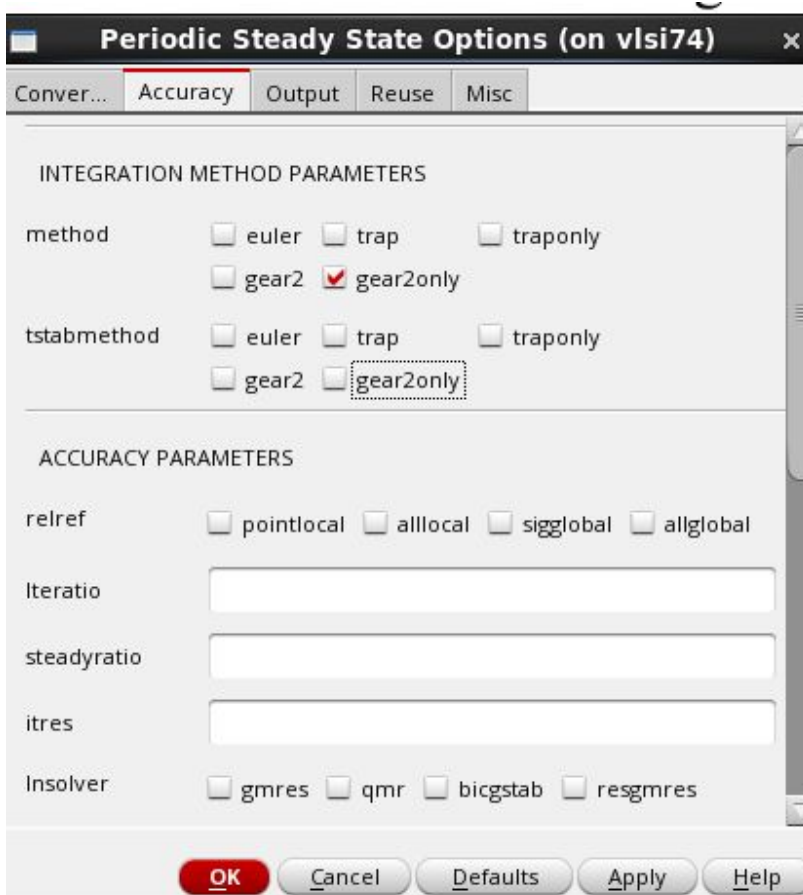 Periodic Steady State Options (on vlsi74)
Conver... Accuracy Output Reuse Misc
INTEGRATION METHOD PARAMETERS
method euler trap traponly
gear2 gear2only
tstabmethod euler trap traponly
gear2 gear2only
ACCURACY PARAMETERS
relref pointlocal alllocal sigglobal allglobal
lteratio
steadyratio
itres
lnsolver gmres qmr bicgstab resgmres
OK Cancel Defaults Apply Help